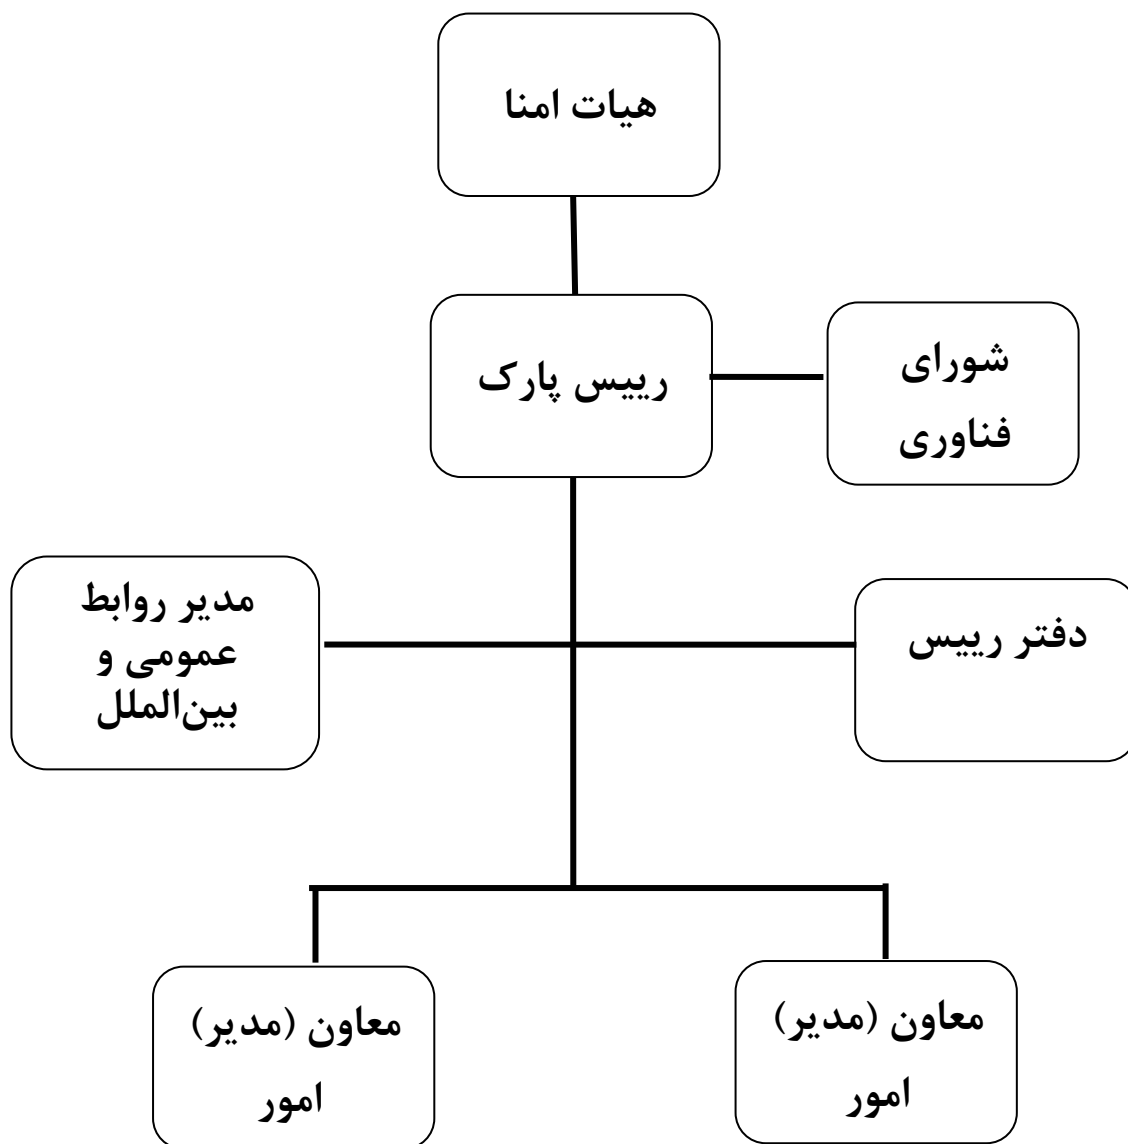 هیات امنا
رییس پارک
شورای
فناوری
دفتر رییس
مدیر روابط
عمومی و
بین‌الملل
معاون (مدیر)
امور
معاون (مدیر)
امور